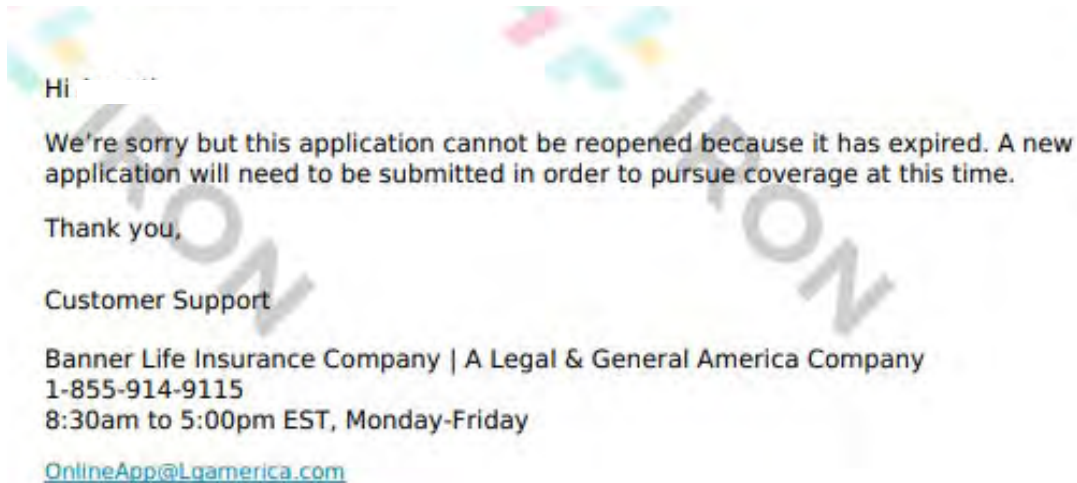 Hi
We're sorry but this application cannot be reopened because it has expired. A new
application will need to be submitted in order to pursue coverage at this time.
Thank you,
Customer Support
Banner Life Insurance Company | A Legal & General America Company
1-855-914-9115
8:30am to 5:00pm EST, Monday-Friday
OnlineApp@Lgamerica.com
IRON
IRON